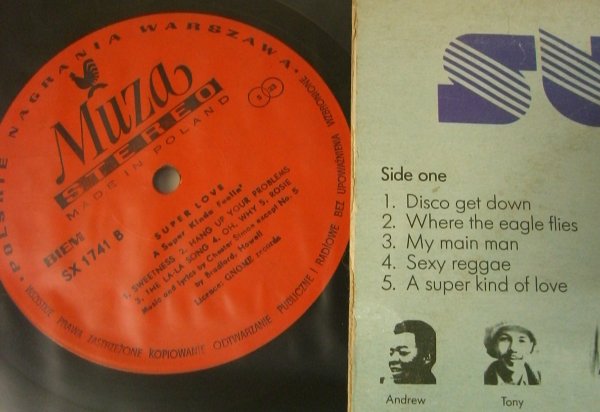 POLSKIE NAGRANIA WARSZAWA
Muza
STEREO
MADE IN POLAND
BIEM
SX 1741 B
SUPER LOVE
A Super Kinda Feelin'
1. SWEETNESS 2. HANG UP YOUR PROBLEMS
3. THE LA-LA SONG 4. OH, WHY 5. ROSIE
Music and lyrics by Chester Simon except No. 5
by Bradford, Howell
Licence: GNOME records
PRAWA ZASTRZEŻONE KOPIOWANIE ODTWARZANIE PUBLICZNE I RADIOWE BEZ UPOWAŻNIENIA WZBRONIONE
SU
Side one
1. Disco get down
2. Where the eagle flies
3. My main man
4. Sexy reggae
5. A super kind of love
Andrew
Tony